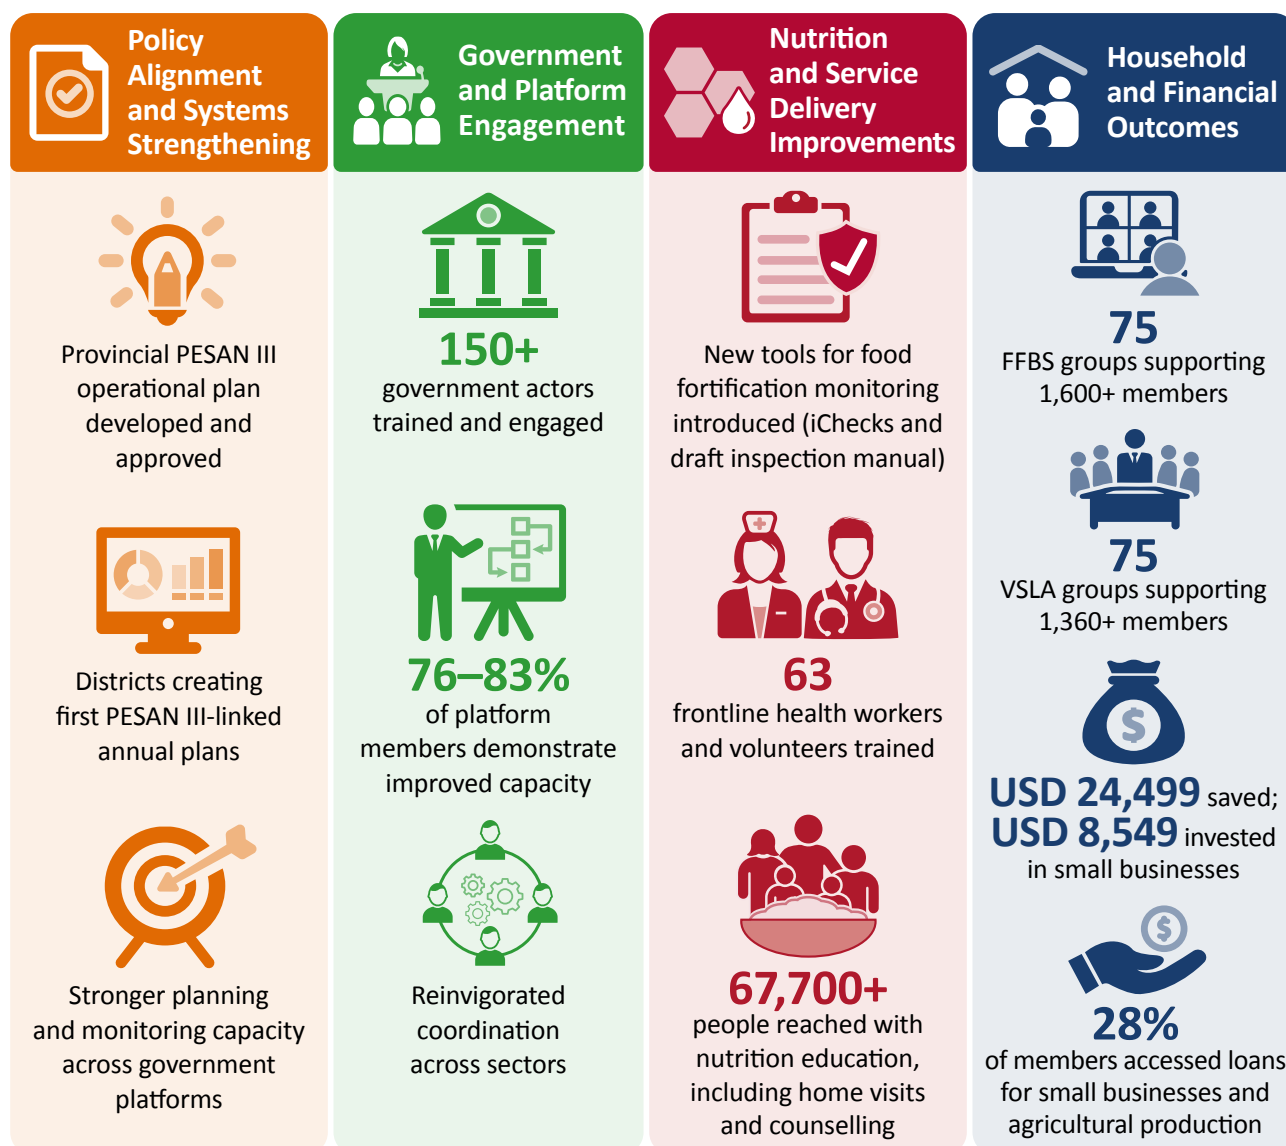 Policy
Alignment
and Systems
Strengthening
Provincial PESAN III
operational plan
developed and
approved
Districts creating
first PESAN III-linked
annual plans
Stronger planning
and monitoring capacity
across government
platforms
Government
and Platform
Engagement
150+
government actors
trained and engaged
76–83%
of platform
members demonstrate
improved capacity
Reinvigorated
coordination
across sectors
Nutrition
and Service
Delivery
Improvements
New tools for food
fortification monitoring
introduced (iChecks and
draft inspection manual)
63
frontline health workers
and volunteers trained
67,700+
people reached with
nutrition education,
including home visits
and counselling
Household
and Financial
Outcomes
75
FFBS groups supporting
1,600+ members
75
VSLA groups supporting
1,360+ members
$
USD 24,499 saved;
USD 8,549 invested
in small businesses
$
28%
of members accessed loans
for small businesses and
agricultural production